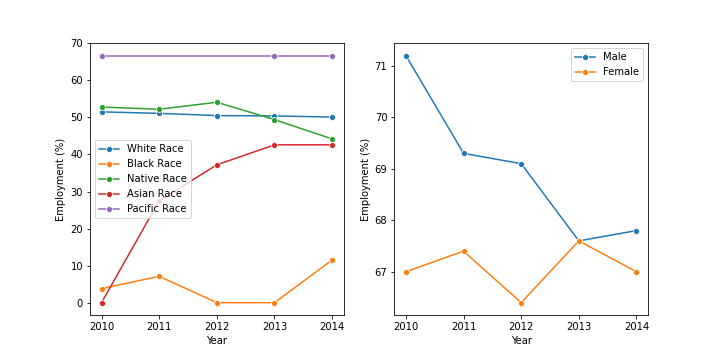 70
60
50
40
30
20
10
0
Employment (%)
White Race
Black Race
Native Race
Asian Race
Pacific Race
2010 2011 2012 2013 2014
Year
71
70
69
68
67
Employment (%)
Male
Female
2010 2011 2012 2013 2014
Year